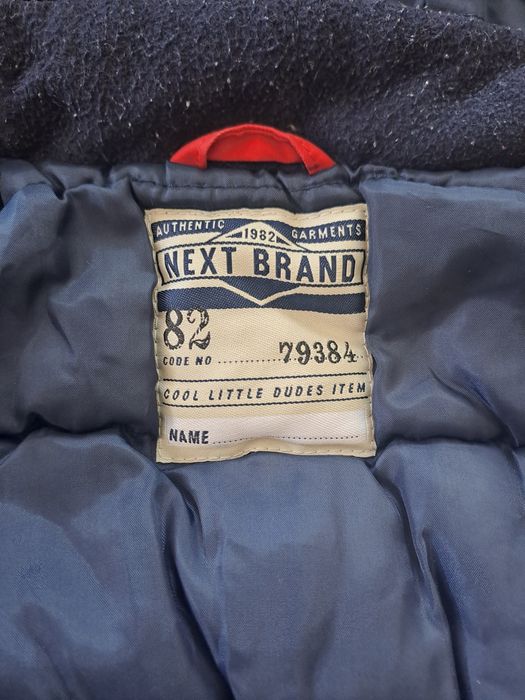 AUTHENTIC 1982 GARMENTS
NEXT BRAND
82
CODE NO ............ 79384
COOL LITTLE DUDES ITEM
NAME ............